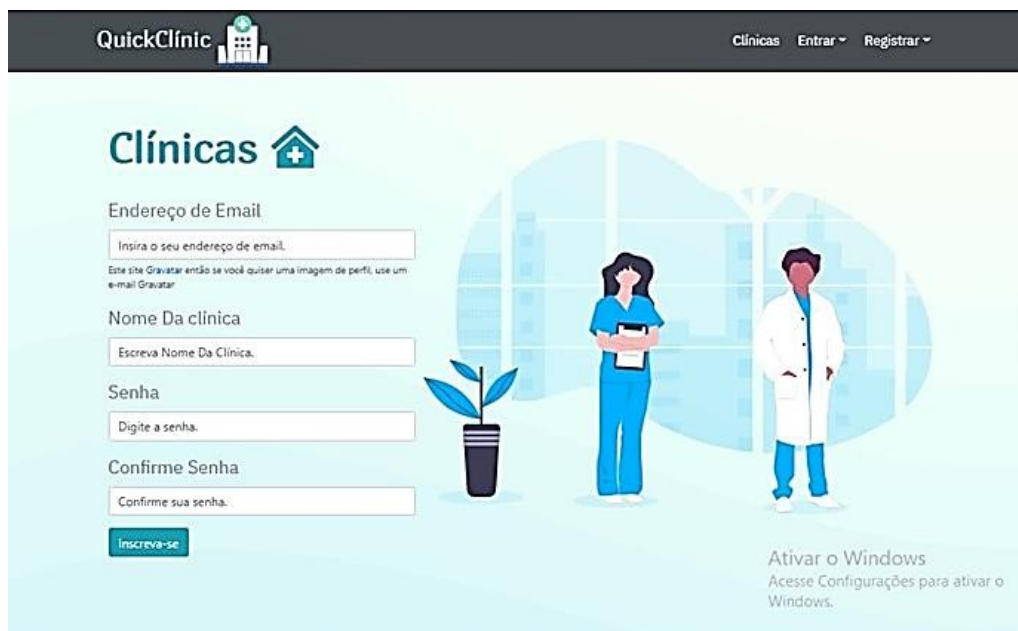 QuickClínic
Clínicas Entrar Registrar
Clínicas
Endereço de Email
Insira o seu endereço de email.
Este site Gravatar então se você quiser uma imagem de perfil, use um
e-mail Gravatar
Nome Da clínica
Escreva Nome Da Clínica.
Senha
Digite a senha.
Confirme Senha
Confirme sua senha.
Inscreva-se
Ativar o Windows
Acesse Configurações para ativar o
Windows.